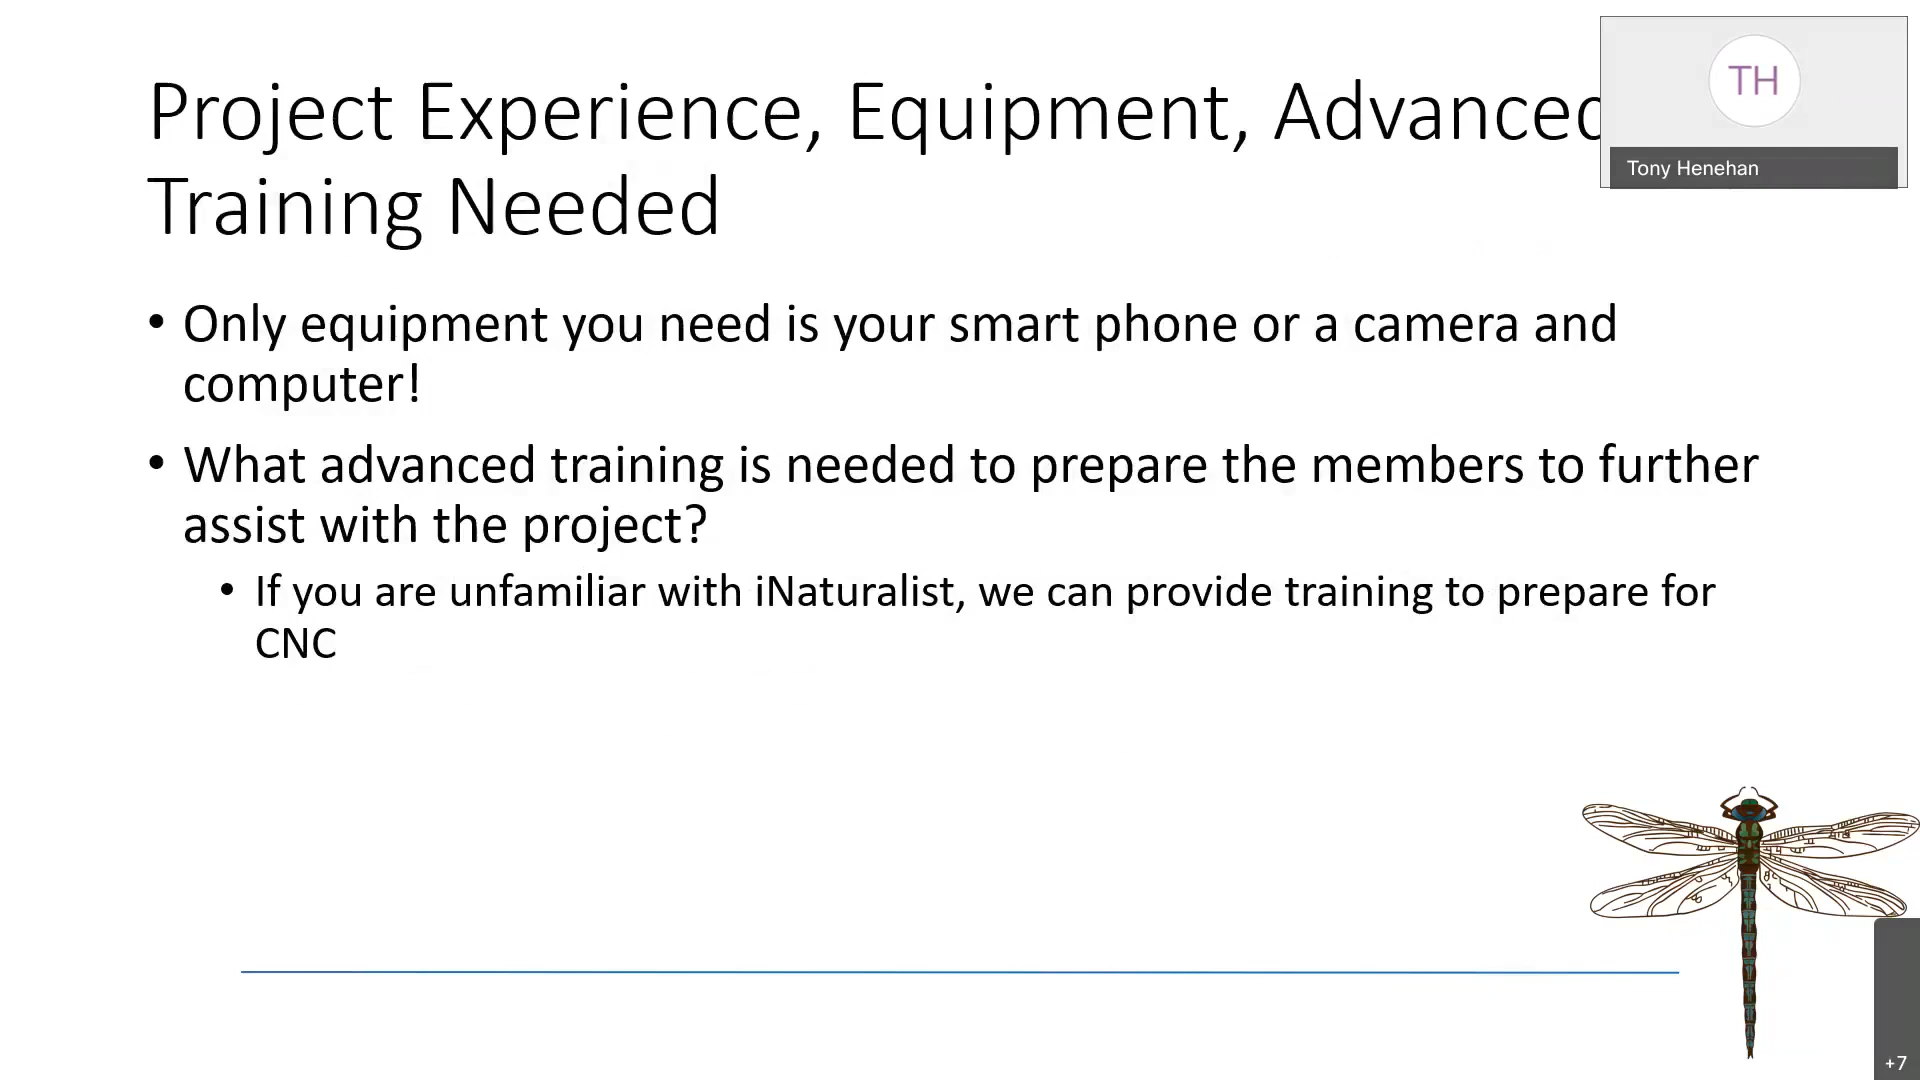 Project Experience, Equipment, Advanced
Training Needed
TH
Tony Henehan
• Only equipment you need is your smart phone or a camera and
computer!
• What advanced training is needed to prepare the members to further
assist with the project?
• If you are unfamiliar with iNaturalist, we can provide training to prepare for
CNC
+7